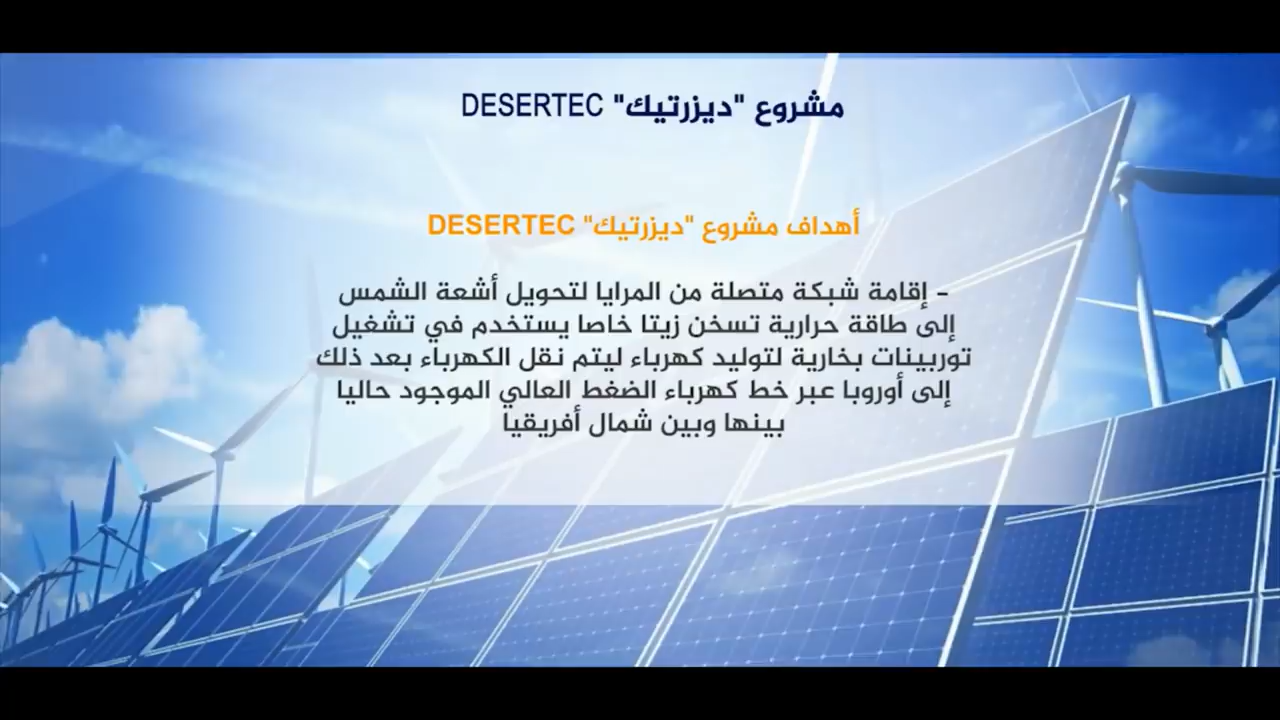 مشروع "ديزرتيك" DESERTEC
أهداف مشروع "ديزرتيك" DESERTEC
- إقامة شبكة متصلة من المرايا لتحويل أشعة الشمس
إلى طاقة حرارية تسخن زيتا خاصا يستخدم في تشغيل
توربينات بخارية لتوليد كهرباء ليتم نقل الكهرباء بعد ذلك
إلى أوروبا عبر خط كهرباء الضغط العالي الموجود حاليا
بينها وبين شمال أفريقيا